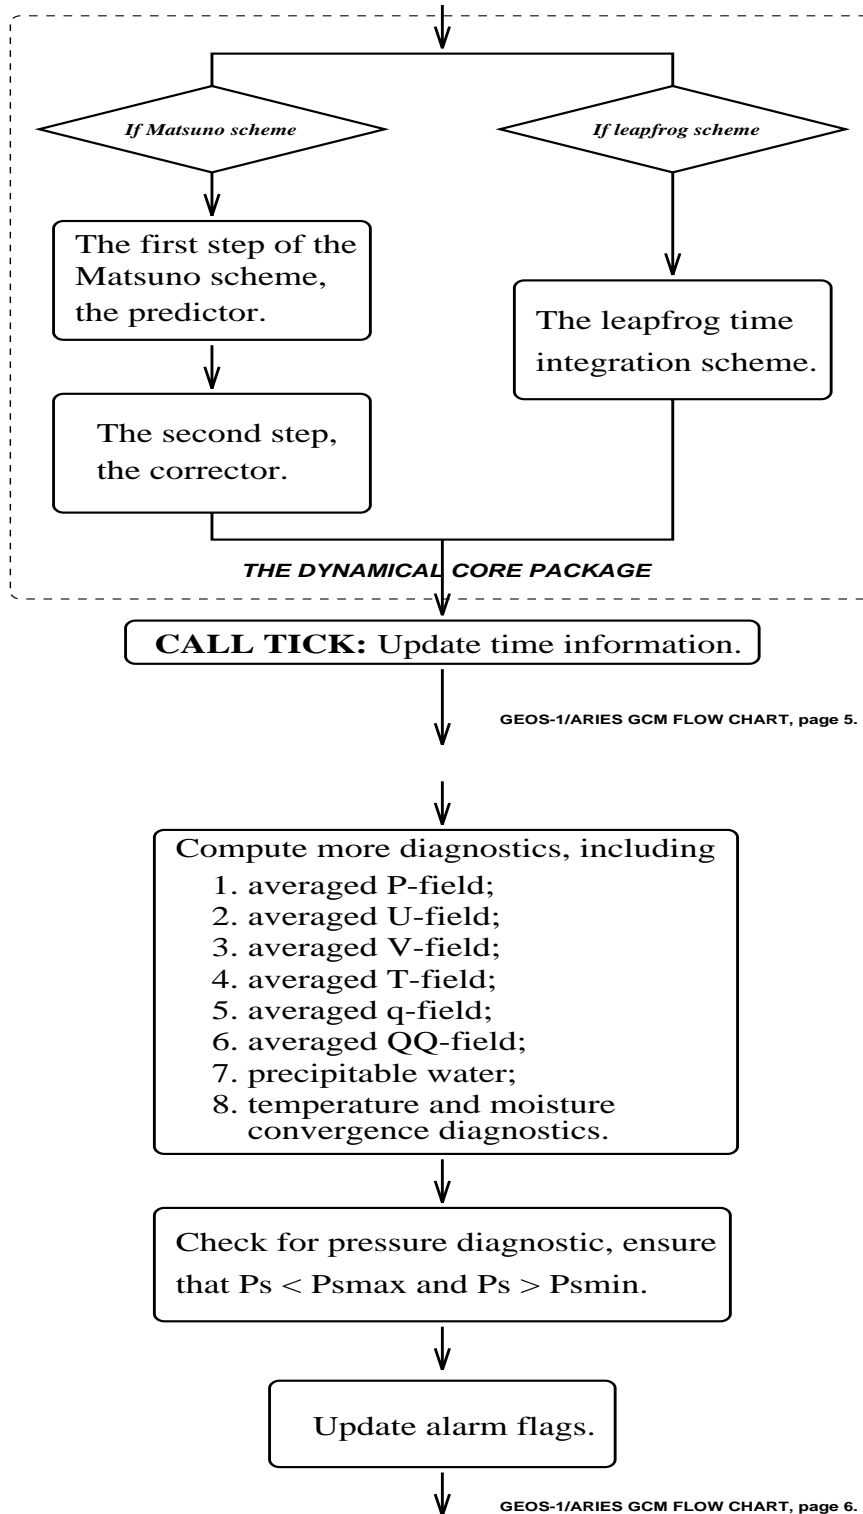 If Matsuno scheme
If leapfrog scheme
The first step of the
Matsuno scheme,
the predictor.
The leapfrog time
integration scheme.
The second step,
the corrector.
THE DYNAMICAL CORE PACKAGE
CALL TICK: Update time information.
GEOS-1/ARIES GCM FLOW CHART, page 5.
Compute more diagnostics, including
1. averaged P-field;
2. averaged U-field;
3. averaged V-field;
4. averaged T-field;
5. averaged q-field;
6. averaged QQ-field;
7. precipitable water;
8. temperature and moisture
convergence diagnostics.
Check for pressure diagnostic, ensure
that Ps < Psmax and Ps > Psmin.
Update alarm flags.
GEOS-1/ARIES GCM FLOW CHART, page 6.